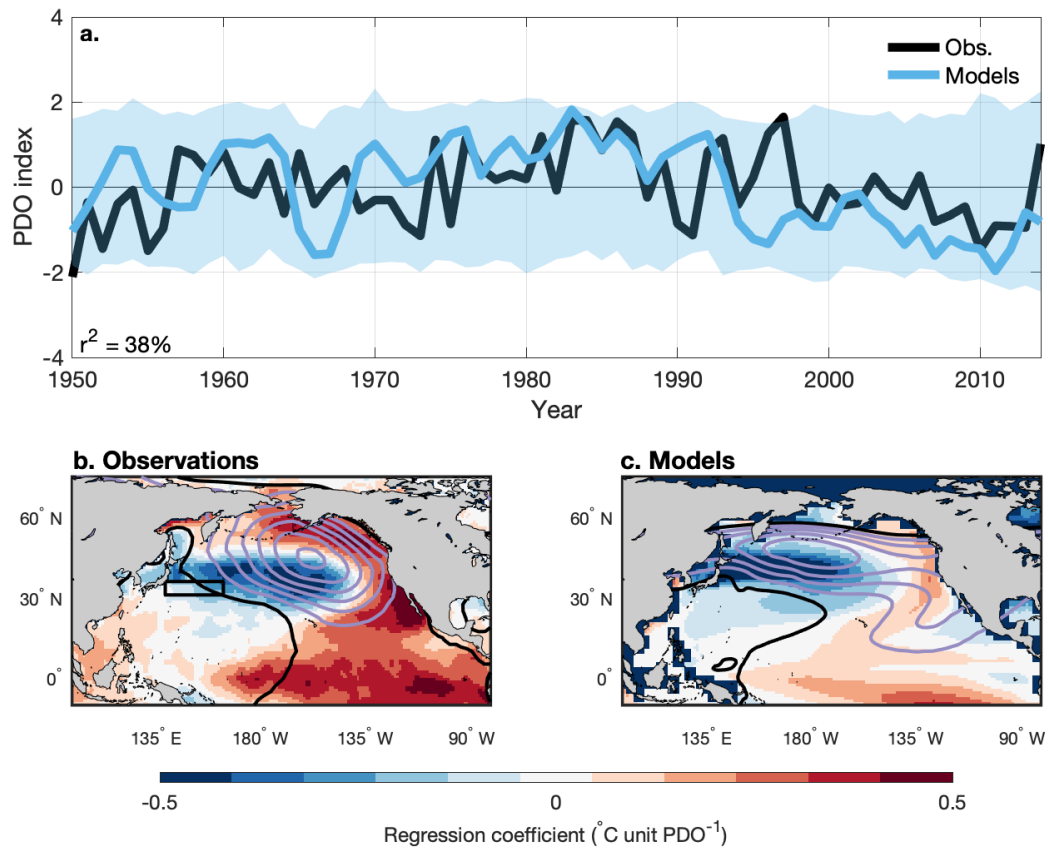 a.
Obs.
Models
4
2
0
-2
-4
PDO index
r² = 38%
1950 1960 1970 1980 1990 2000 2010
Year
b. Observations
60° N
30° N
0°
135° E 180° W 135° W 90° W
c. Models
60° N
30° N
0°
135° E 180° W 135° W 90° W
-0.5 0 0.5
Regression coefficient (°C unit PDO⁻¹)